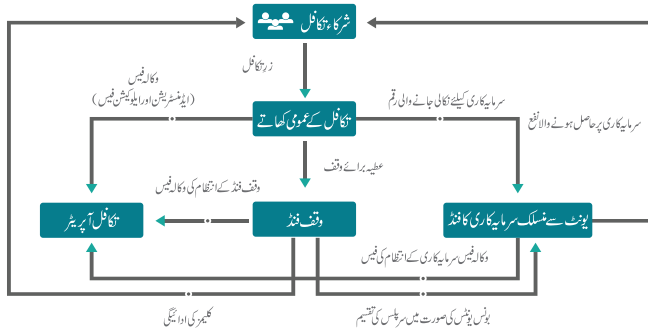 شرکاء تکافل
زرِ تکافل
وکالہ فیس
(ایڈمنسٹریشن اور ایلوکیشن فیس)
تکافل کے عمومی کھاتے
سرمایہ کاری کیلئے نکالی جانے والی رقم
سرمایہ کاری پر حاصل ہونے والا نفع
عطیہ برائے وقف
وقف فنڈ کے انتظام کی وکالہ فیس
تکافل آپریٹر
وقف فنڈ
یونٹ سے منسلک سرمایہ کاری کا فنڈ
وکالہ فیس سرمایہ کاری کے انتظام کی فیس
کلیمز کی ادائیگی
بونس یونٹس کی صورت میں سرپلس کی تقسیم